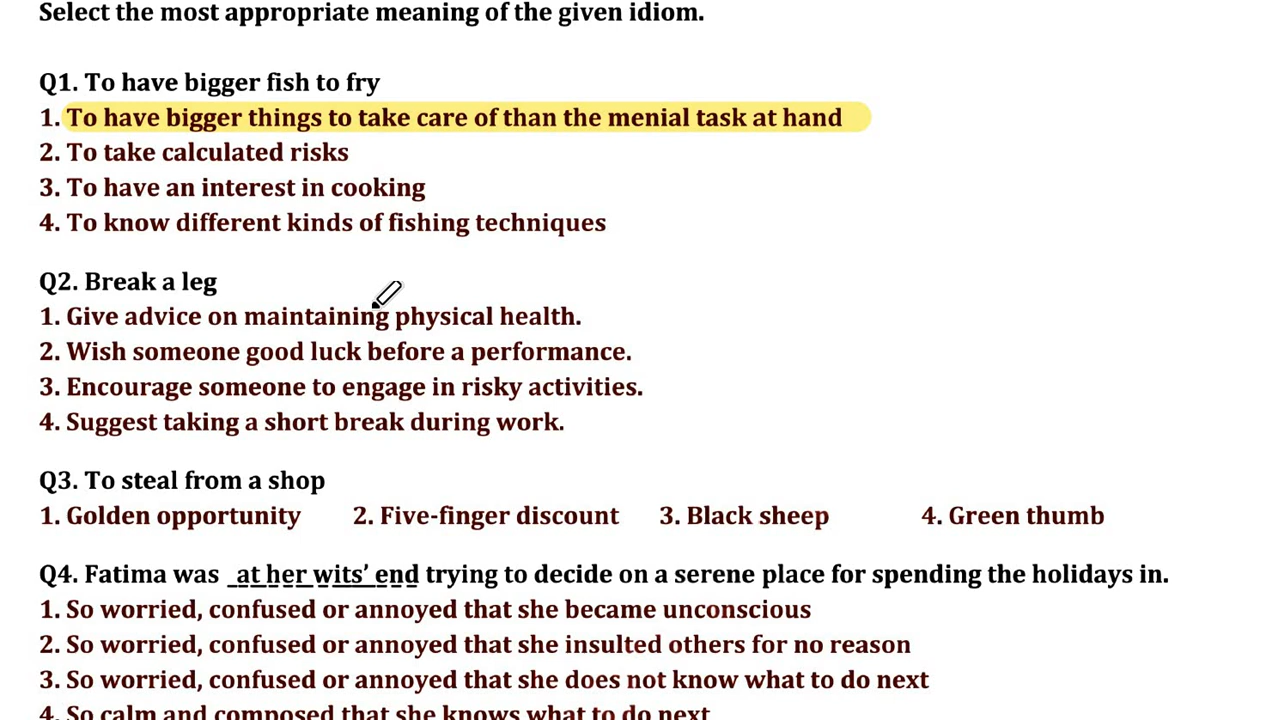 Select the most appropriate meaning of the given idiom.
Q1. To have bigger fish to fry
1. To have bigger things to take care of than the menial task at hand
2. To take calculated risks
3. To have an interest in cooking
4. To know different kinds of fishing techniques
Q2. Break a leg
1. Give advice on maintaining physical health.
2. Wish someone good luck before a performance.
3. Encourage someone to engage in risky activities.
4. Suggest taking a short break during work.
Q3. To steal from a shop
1. Golden opportunity 2. Five-finger discount 3. Black sheep 4. Green thumb
Q4. Fatima was at her wits’ end trying to decide on a serene place for spending the holidays in.
1. So worried, confused or annoyed that she became unconscious
2. So worried, confused or annoyed that she insulted others for no reason
3. So worried, confused or annoyed that she does not know what to do next
4. So calm and composed that she knows what to do next